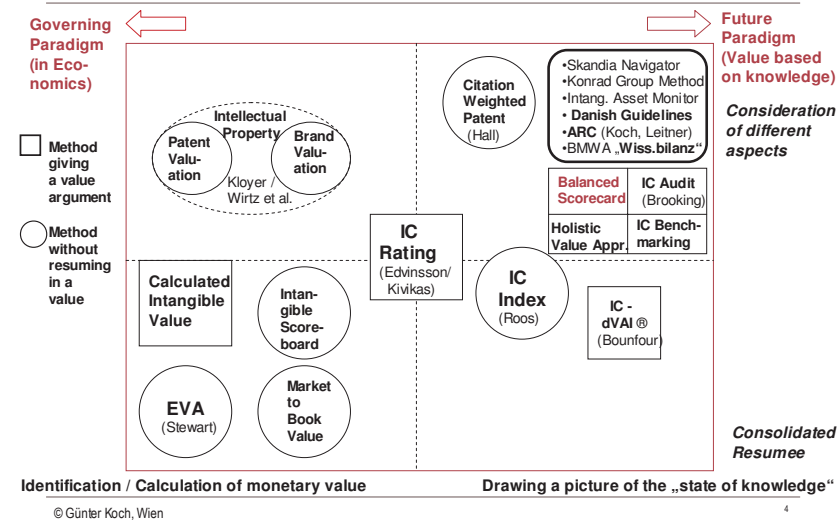 Governing
Paradigm
(in Eco-
nomics)
Future
Paradigm
(Value based
on knowledge)
Consideration
of different
aspects
Method
giving
a value
argument
Method
without
resuming
in a
value
Intellectual
Property
Patent
Valu-
ation
Brand
Valu-
ation
Kloyer /
Wirtz et al.
Citation
Weighted
Patent
(Hall)
•Skandia Navigator
•Konrad Group Method
•Intang. Asset Monitor
• Danish Guidelines
•ARC (Koch, Leitner)
•BMWA „Wiss.bilanz“
Balanced
Scorecard
IC Audit
(Brooking)
Holistic
Value Appr.
IC Bench-
marking
IC
Rating
(Edvinsson/
Kivikas)
Calculated
Intangible
Value
Intan-
gible
Score-
board
IC
Index
(Roos)
IC -
dVAI ®
(Bounfour)
EVA
(Stewart)
Market
to
Book
Value
Consolidated
Resumee
Identification / Calculation of monetary value
Drawing a picture of the „state of knowledge“
© Günter Koch, Wien
4